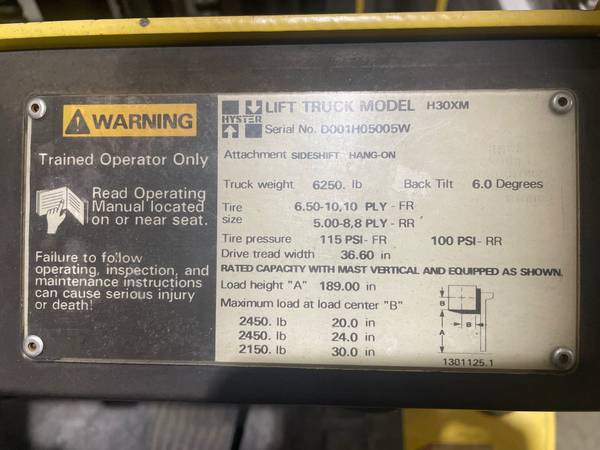 WARNING
Trained Operator Only
Read Operating
Manual located
on or near seat.
Failure to follow
operating, inspection, and
maintenance instructions
can cause serious injury
or death!
HYSTER
LIFT TRUCK MODEL H30XM
Serial No. D001H05005W
Attachment SIDESHIFT HANG-ON
Truck weight 6250. lb Back Tilt 6.0 Degrees
Tire size 6.50-10,10 PLY - FR
5.00-8,8 PLY - RR
Tire pressure 115 PSI - FR 100 PSI - RR
Drive tread width 36.60 in
RATED CAPACITY WITH MAST VERTICAL AND EQUIPPED AS SHOWN.
Load height "A" 189.00 in
Maximum load at load center "B"
2450. lb 20.0 in
2450. lb 24.0 in
2150. lb 30.0 in
B
B
A
1381125.1